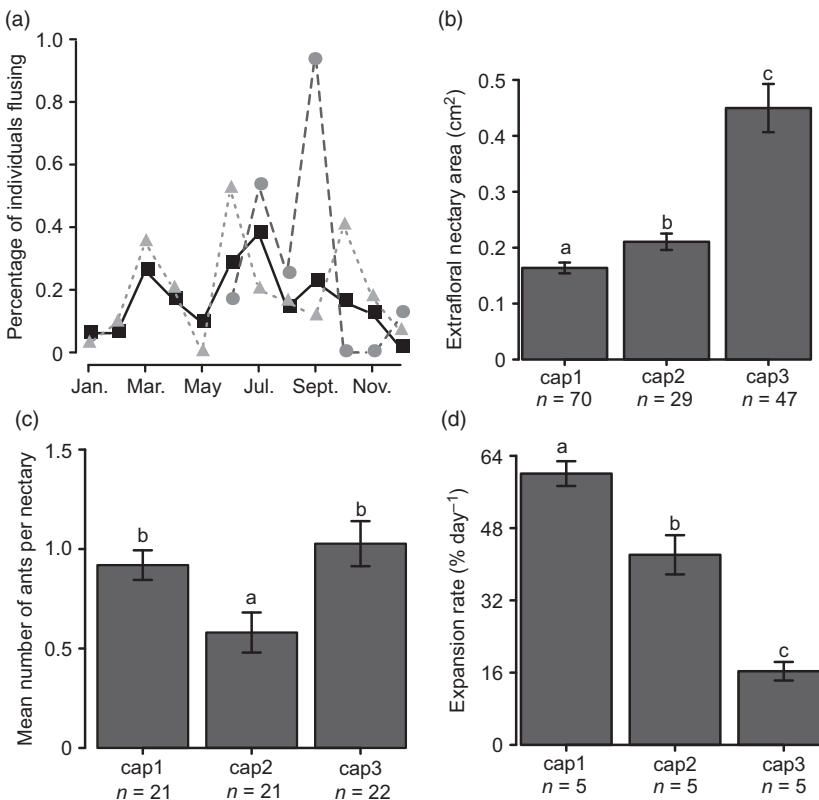 (a)
Percentage of individuals flusing
1.0
0.8
0.6
0.4
0.2
0
Jan. Mar. May Jul. Sept. Nov.
(b)
Extrafloral nectary area (cm²)
0.5
0.4
0.3
0.2
0.1
0
a
b
c
cap1 cap2 cap3
n = 70 n = 29 n = 47
(c)
Mean number of ants per nectary
1.5
1.0
0.5
0
b
a
b
cap1 cap2 cap3
n = 21 n = 21 n = 22
(d)
Expansion rate (% day⁻¹)
64
48
32
16
0
a
b
c
cap1 cap2 cap3
n = 5 n = 5 n = 5